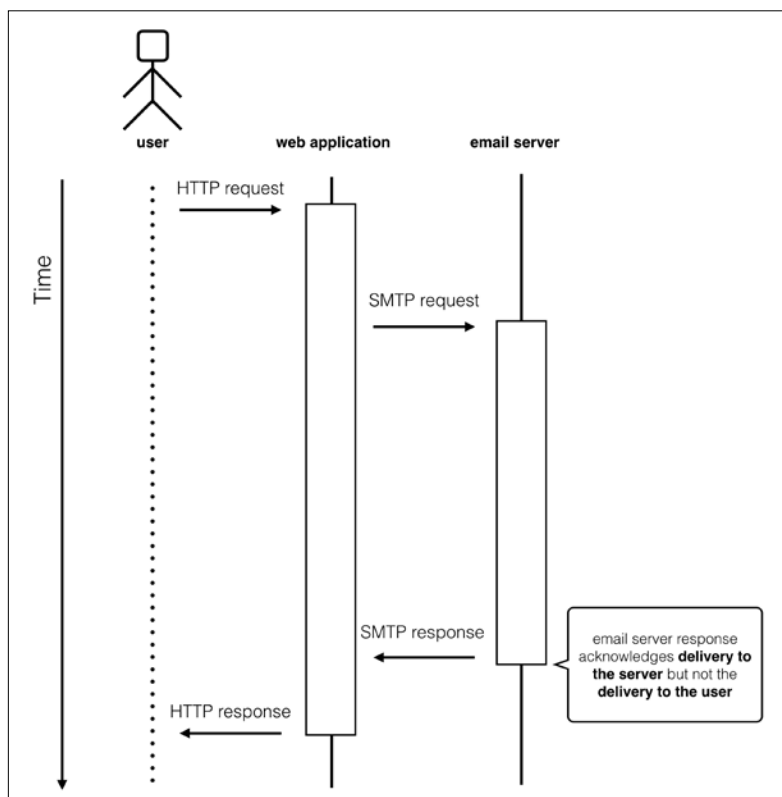 user
web application
email server
HTTP request
Time
SMTP request
SMTP response
email server response
acknowledges delivery to
the server but not the
delivery to the user
HTTP response